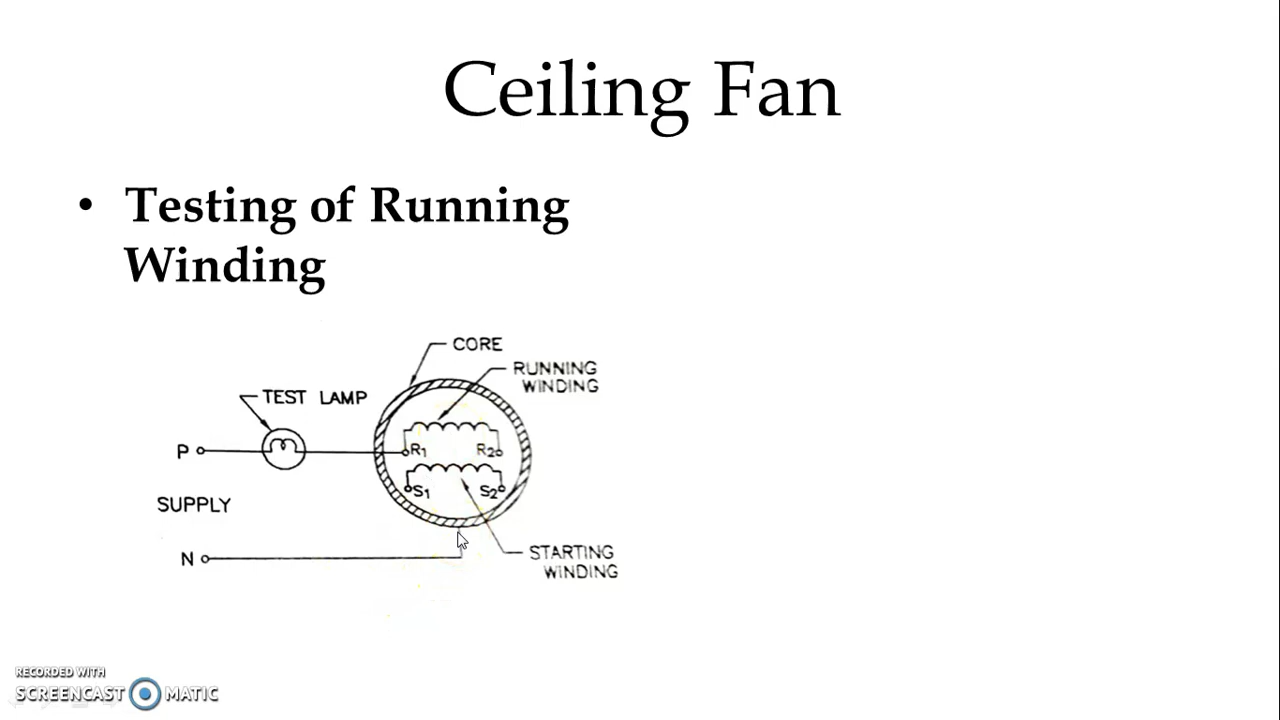 Ceiling Fan
• Testing of Running
Winding
CORE
RUNNING
WINDING
TEST LAMP
P
R1
R2
S1
S2
SUPPLY
N
STARTING
WINDING
RECORDED WITH
SCREENCAST MATIC